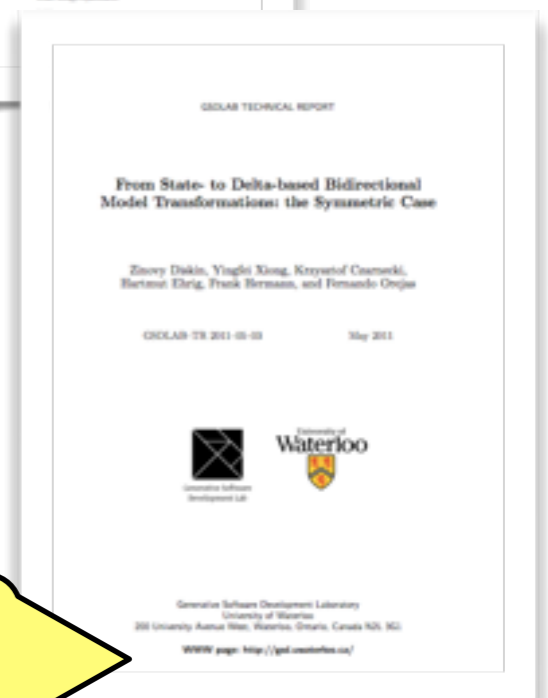 GSDLAB TECHNICAL REPORT
From State- to Delta-based Bidirectional
Model Transformations: the Symmetric Case
Zinovy Diskin, Yingfei Xiong, Krzysztof Czarnecki,
Hartmut Ehrig, Frank Hermann, and Fernando Orejas
GSDLAB-TR 2011-05-03 May 2011
Generative Software
Development Lab
University of
Waterloo
Generative Software Development Laboratory
University of Waterloo
200 University Avenue West, Waterloo, Ontario, Canada N2L 3G1
WWW page: http://gsd.uwaterloo.ca/